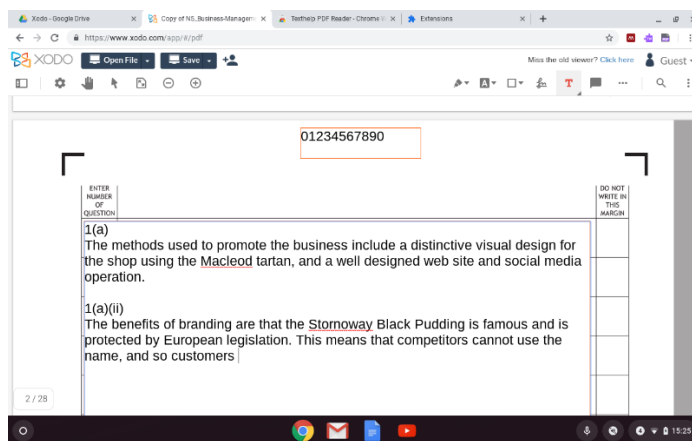 Xodo - Google Drive
Copy of NS_Business-Managem
Texthelp PDF Reader - Chrome
Extensions
https://www.xodo.com/app/#/pdf
XODO
Open File
Save
Miss the old viewer? Click here
Guest
T
01234567890
ENTER
NUMBER
OF
QUESTION
DO NOT
WRITE IN
THIS
MARGIN
1(a)
The methods used to promote the business include a distinctive visual design for
the shop using the Macleod tartan, and a well designed web site and social media
operation.
1(a)(ii)
The benefits of branding are that the Stornoway Black Pudding is famous and is
protected by European legislation. This means that competitors cannot use the
name, and so customers
2 / 28
15:25